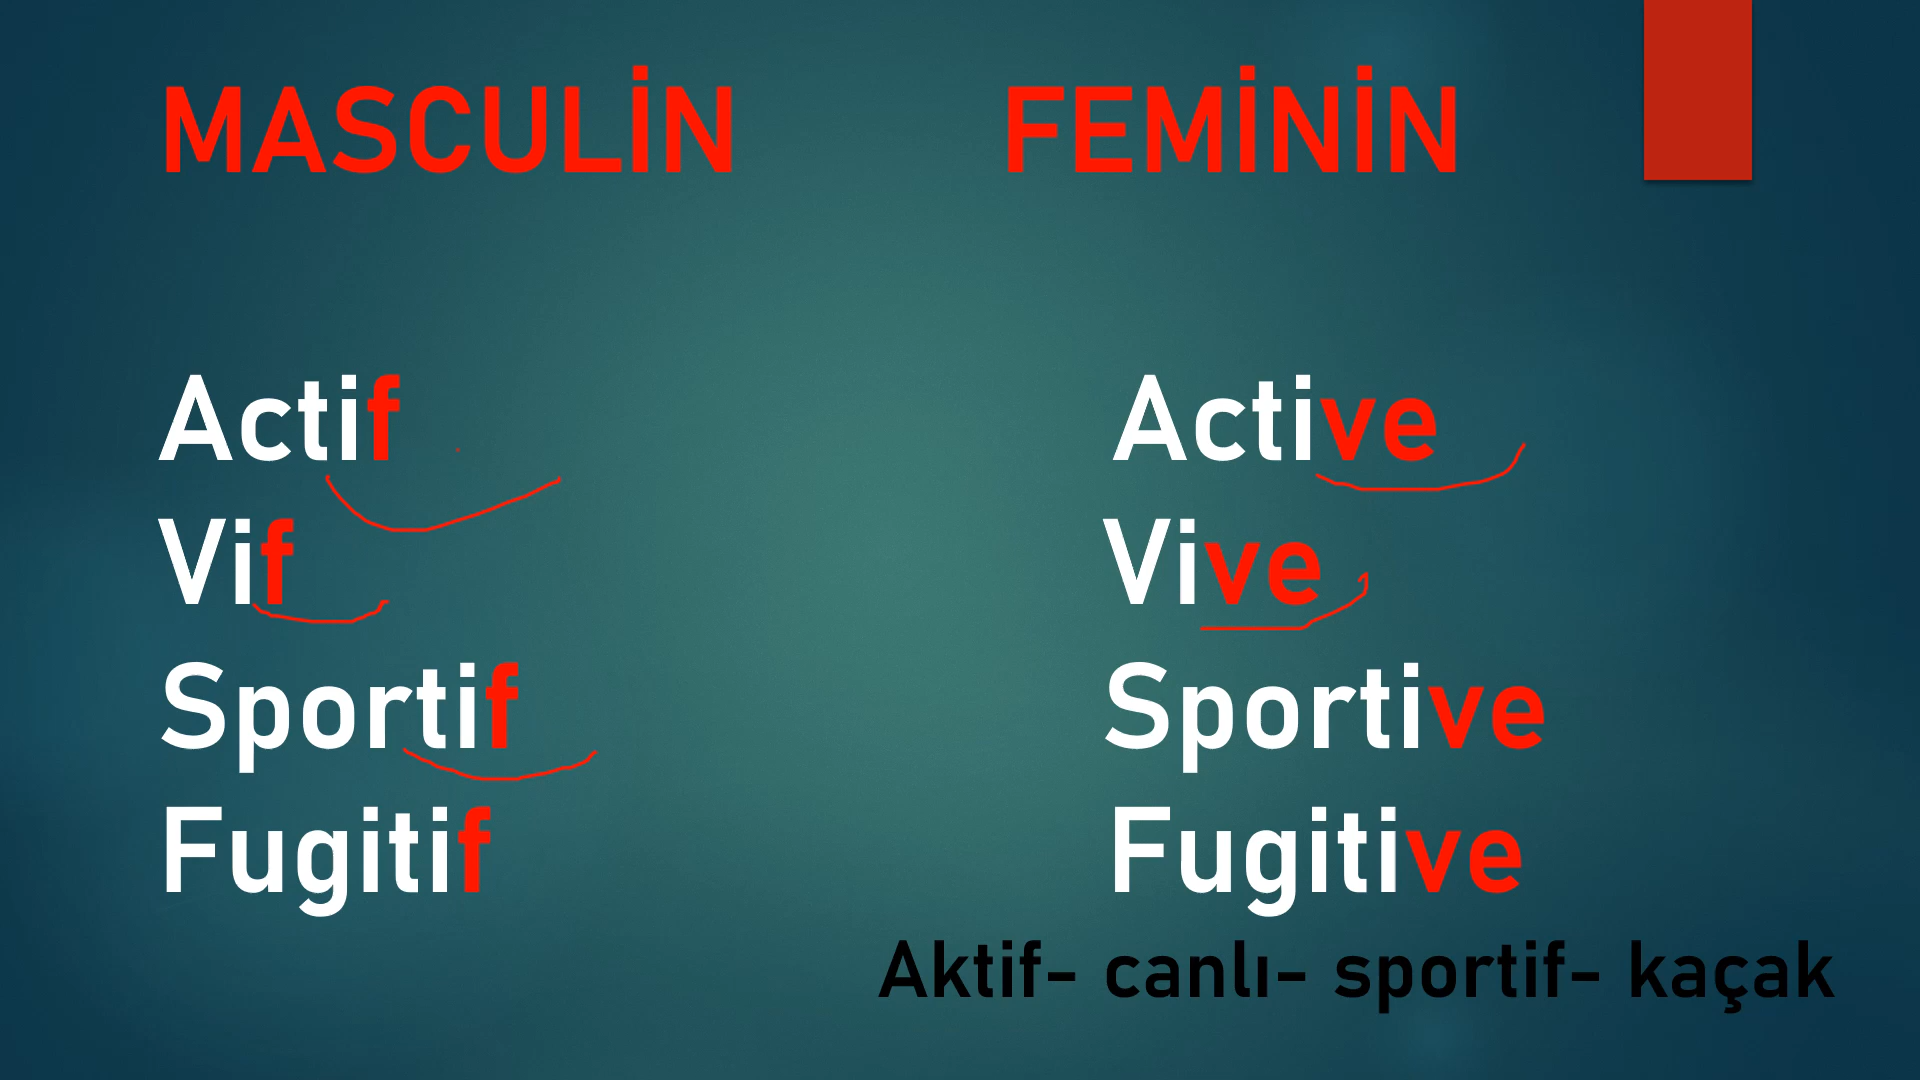 MASCULİN FEMİNİN
Actif Active
Vif Vive
Sportif Sportive
Fugitif Fugitive
Aktif- canlı- sportif- kaçak